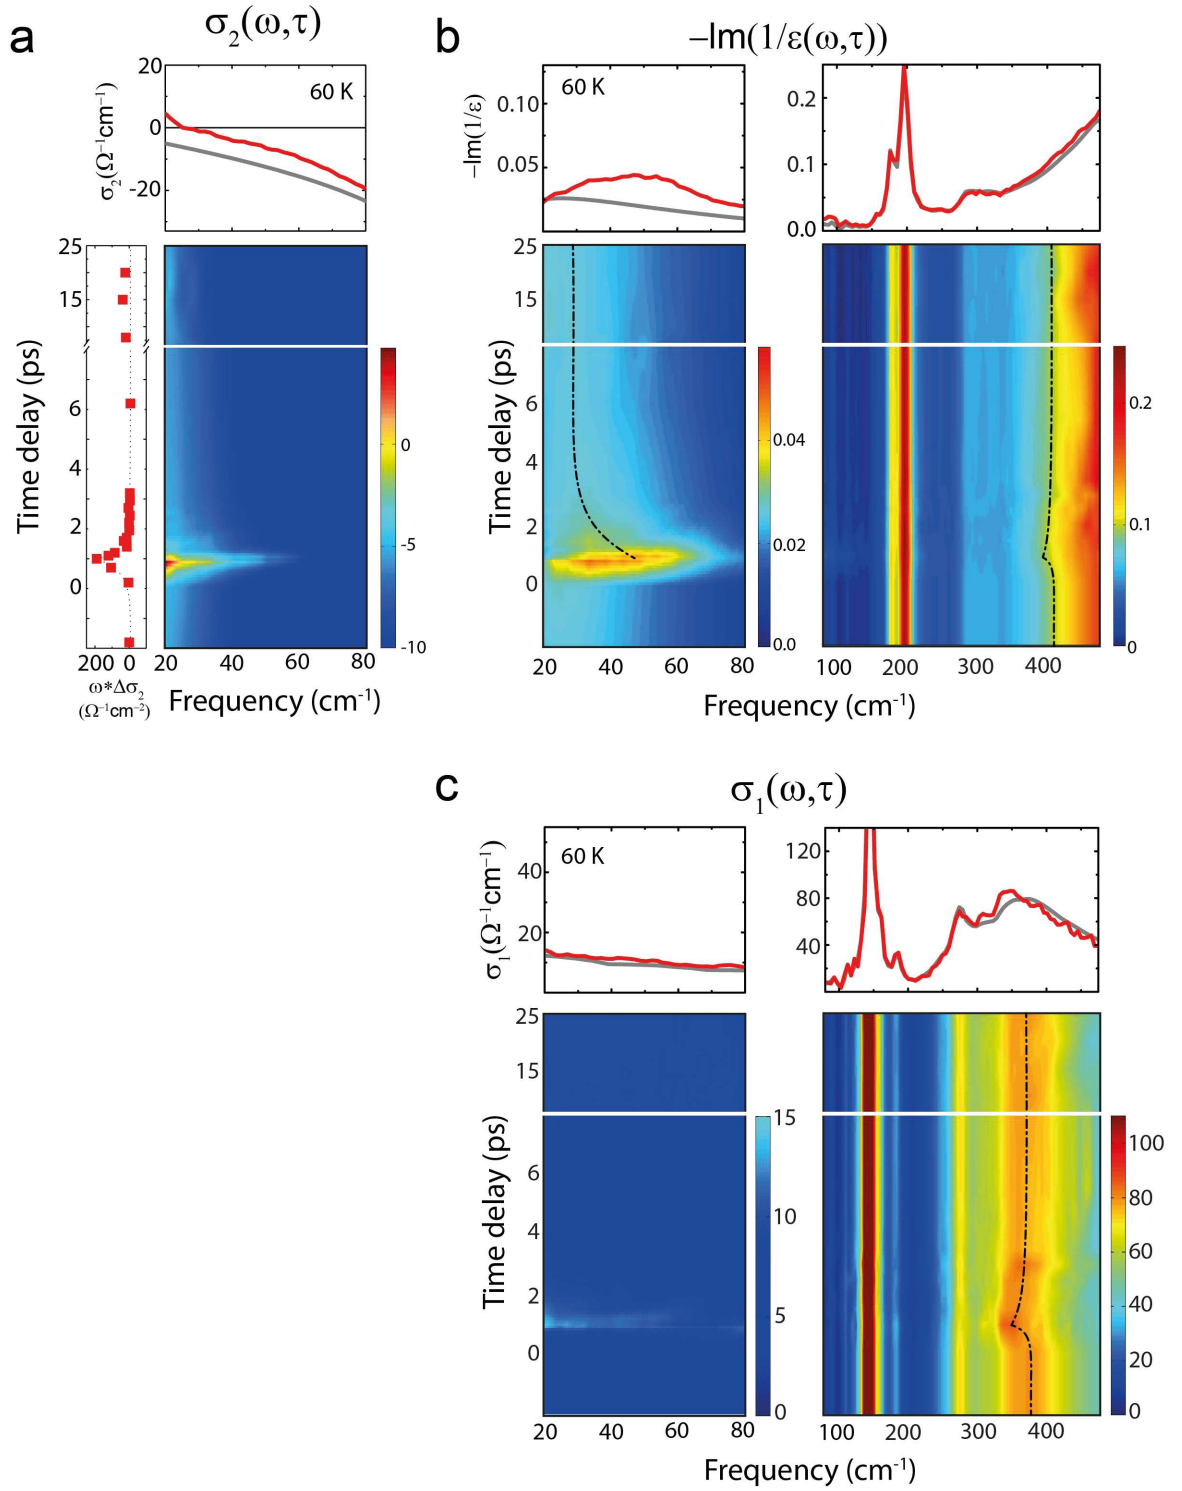 a
σ₂(ω,τ)
20
0
-20
σ₂(Ω⁻¹cm⁻¹)
60 K
25
15
6
4
2
0
Time delay (ps)
200 0
ω*Δσ₂
(Ω⁻¹cm⁻²)
0
-5
-10
20 40 60 80
Frequency (cm⁻¹)
b
−Im(1/ε(ω,τ))
0.10
0.05
−Im(1/ε)
60 K
0.2
0.1
0.0
25
15
6
4
2
0
Time delay (ps)
0.04
0.02
0.0
0.2
0.1
0
20 40 60 80
100 200 300 400
Frequency (cm⁻¹)
c
σ₁(ω,τ)
40
20
σ₁(Ω⁻¹cm⁻¹)
60 K
120
80
40
25
15
6
4
2
0
Time delay (ps)
15
10
5
0
100
80
60
40
20
0
20 40 60 80
100 200 300 400
Frequency (cm⁻¹)